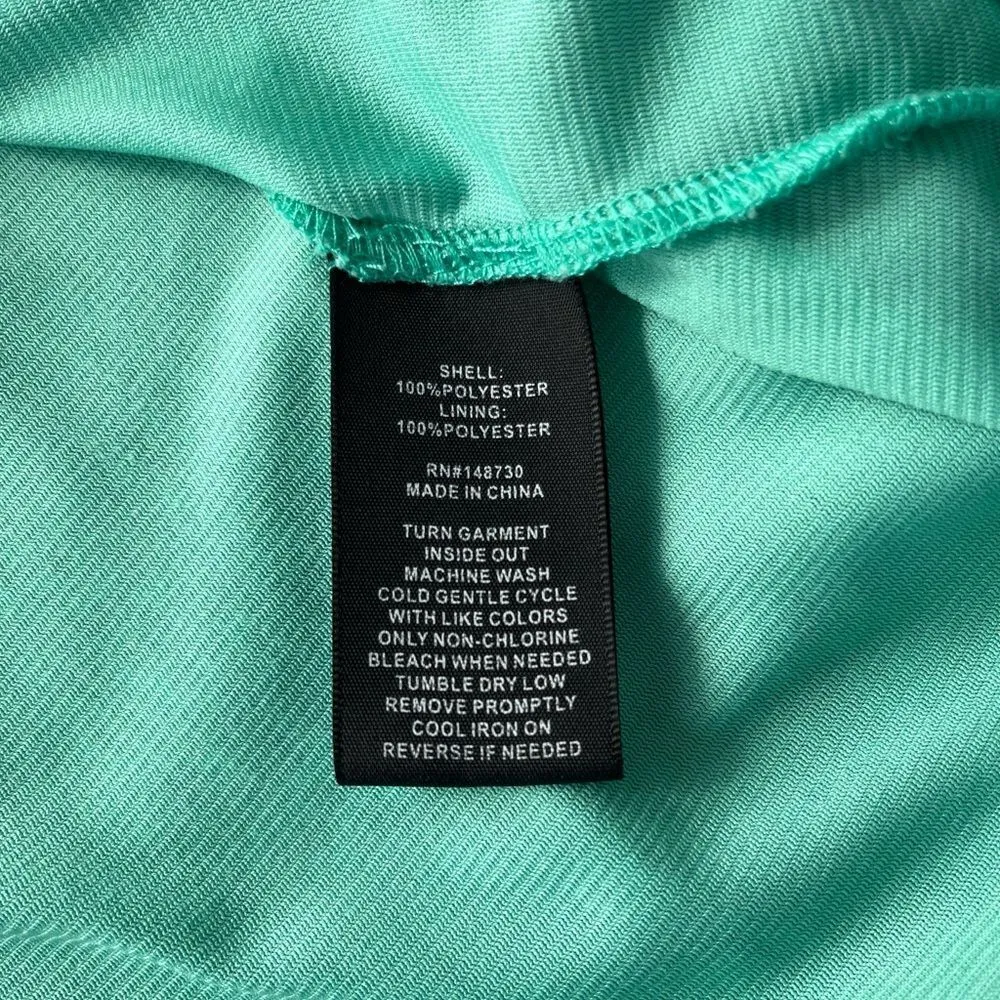 SHELL:
100%POLYESTER
LINING:
100%POLYESTER
RN#148730
MADE IN CHINA
TURN GARMENT
INSIDE OUT
MACHINE WASH
COLD GENTLE CYCLE
WITH LIKE COLORS
ONLY NON-CHLORINE
BLEACH WHEN NEEDED
TUMBLE DRY LOW
REMOVE PROMPTLY
COOL IRON ON
REVERSE IF NEEDED